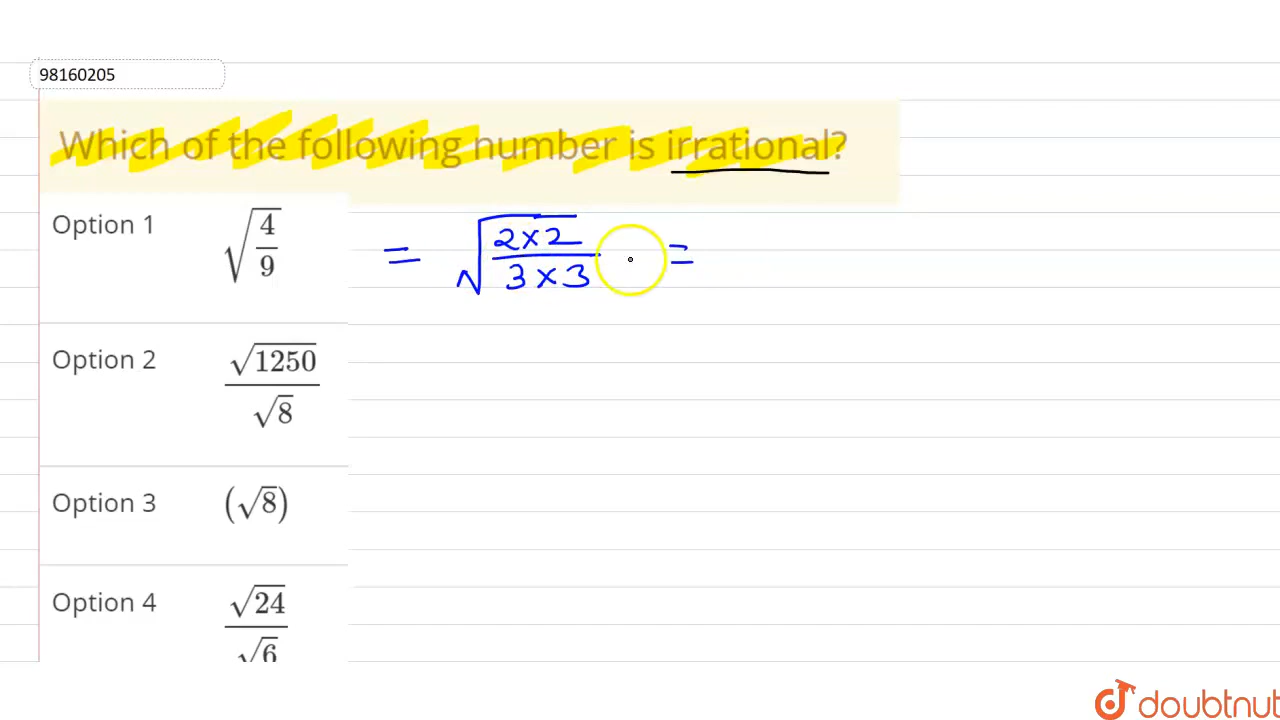 98160205
Which of the following number is irrational?
Option 1 √(4/9) = √((2×2)/(3×3)) =
Option 2 √1250/√8
Option 3 (√8)
Option 4 √24/√6
doubtnut